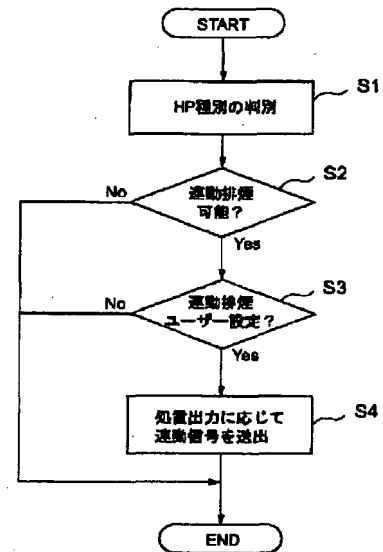 START
S1
HP種別の判別
S2
No
連動排煙
可能？
Yes
S3
No
連動排煙
ユーザー設定？
Yes
S4
処置出力に応じて
連動信号を送出
END